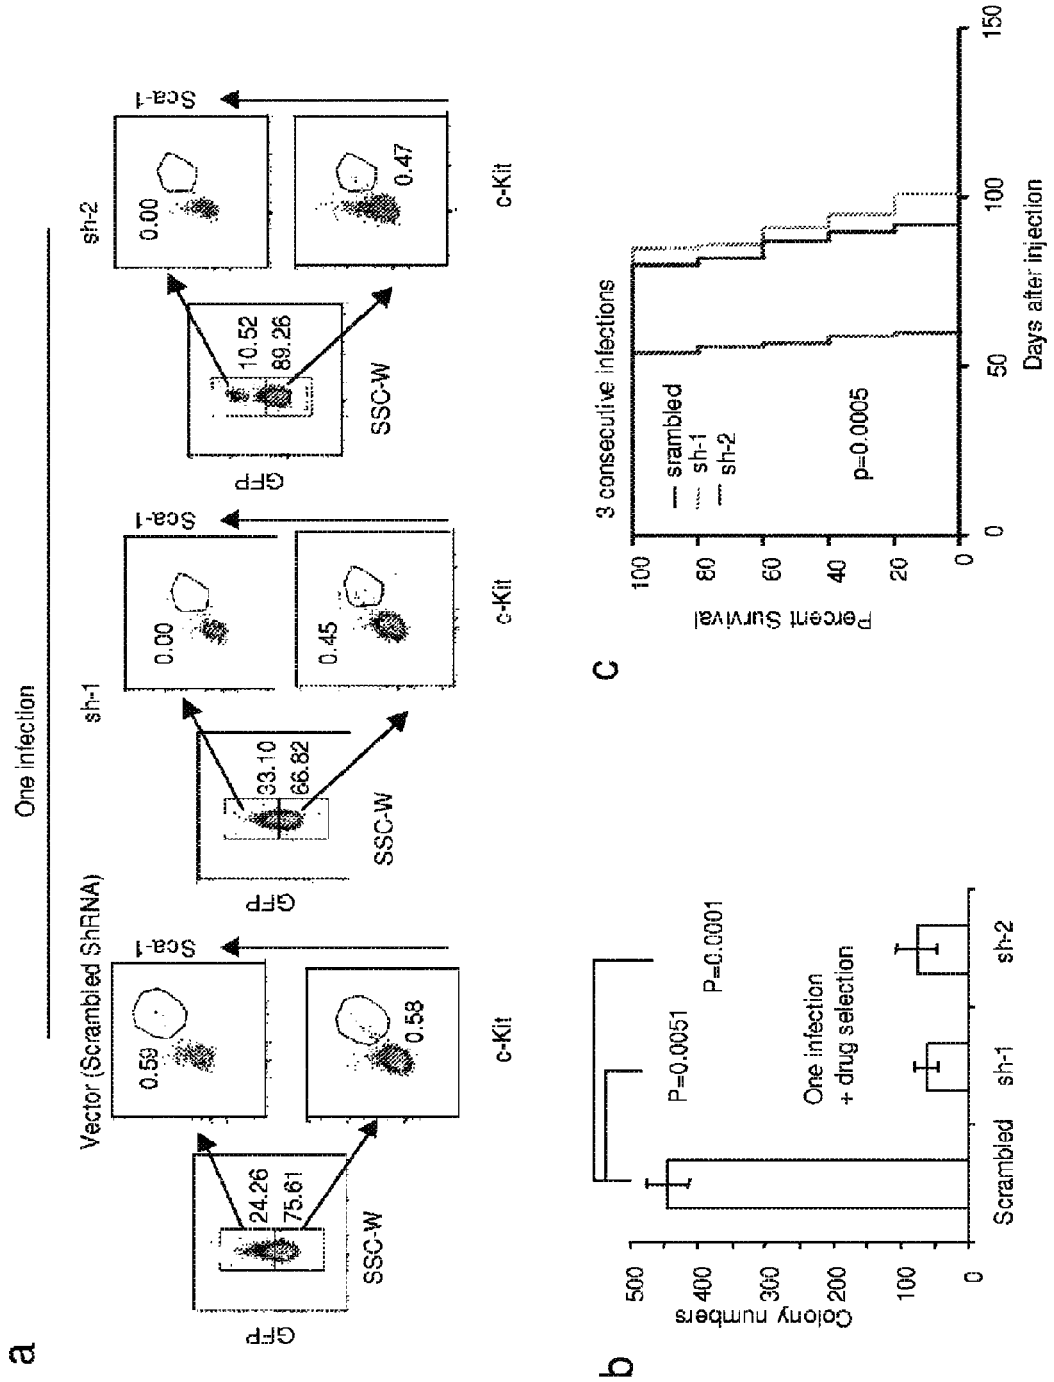 a
One infection
Vector (Scrambled ShRNA)
sh-1
sh-2
GFP
24.26
75.61
SSC-W
0.59
0.58
Sca-1
c-Kit
GFP
33.10
66.82
SSC-W
0.00
0.45
Sca-1
c-Kit
GFP
10.52
89.26
SSC-W
0.00
0.47
Sca-1
c-Kit
b
Colony numbers
500
400
300
200
100
0
P=0.0051
P=0.0001
One infection
+ drug selection
Scrambled
sh-1
sh-2
c
3 consecutive infections
Percent Survival
100
80
60
40
20
0
srambled
sh-1
sh-2
p=0.0005
0
50
100
150
Days after injection